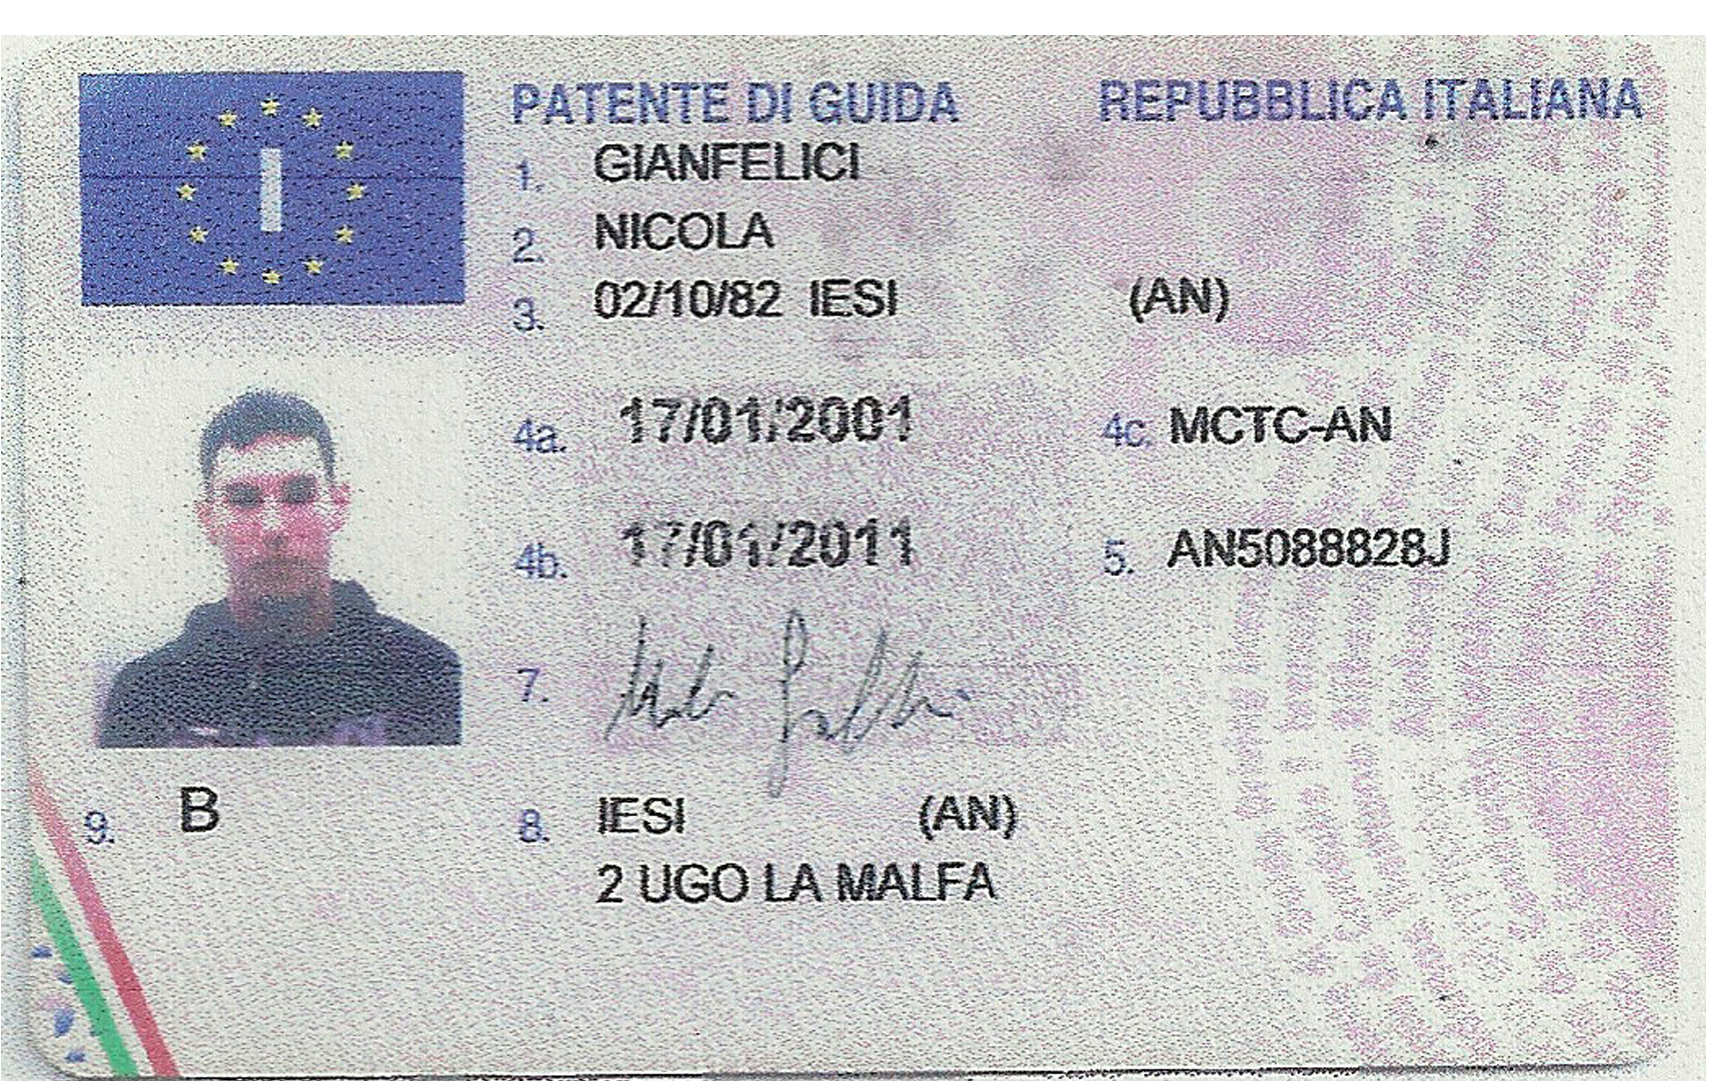 I
PATENTE DI GUIDA REPUBBLICA ITALIANA
1. GIANFELICI
2. NICOLA
3. 02/10/82 IESI (AN)
4a. 17/01/2001 4c. MCTC-AN
4b. 17/01/2011 5. AN5088828J
7.
9. B 8. IESI (AN)
2 UGO LA MALFA